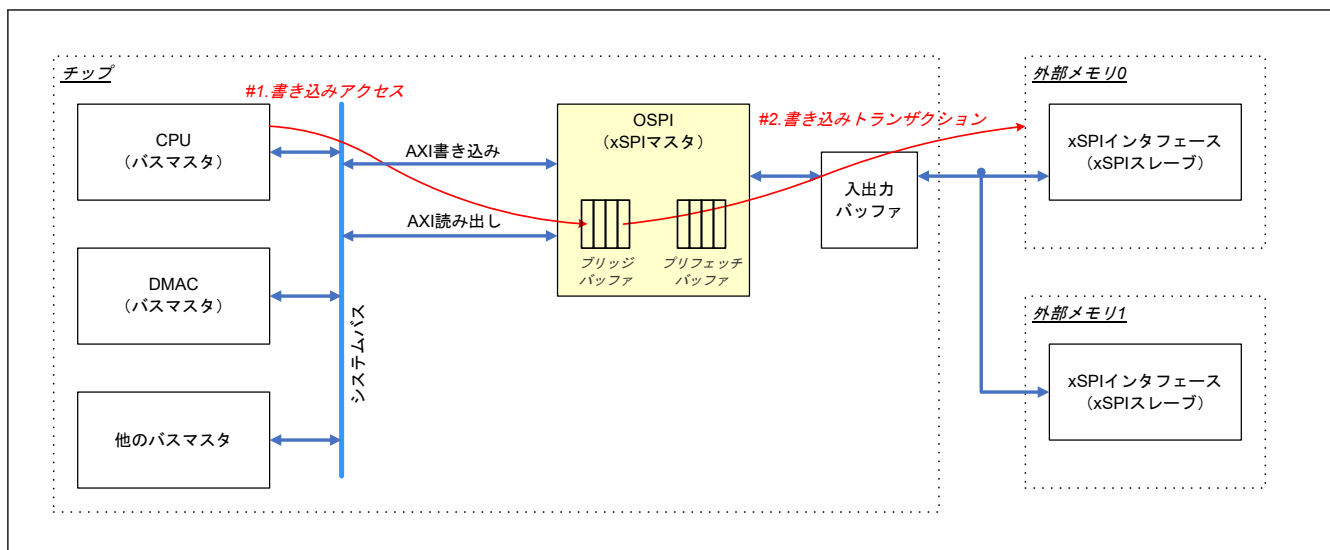 チップ
#1.書き込みアクセス
CPU
(バスマスタ)
DMAC
(バスマスタ)
他のバスマスタ
システムバス
AXI書き込み
AXI読み出し
OSPI
(xSPIマスタ)
ブリッジ
バッファ
プリフェッチ
バッファ
#2.書き込みトランザクション
入出力
バッファ
外部メモリ0
xSPIインタフェース
(xSPIスレーブ)
外部メモリ1
xSPIインタフェース
(xSPIスレーブ)